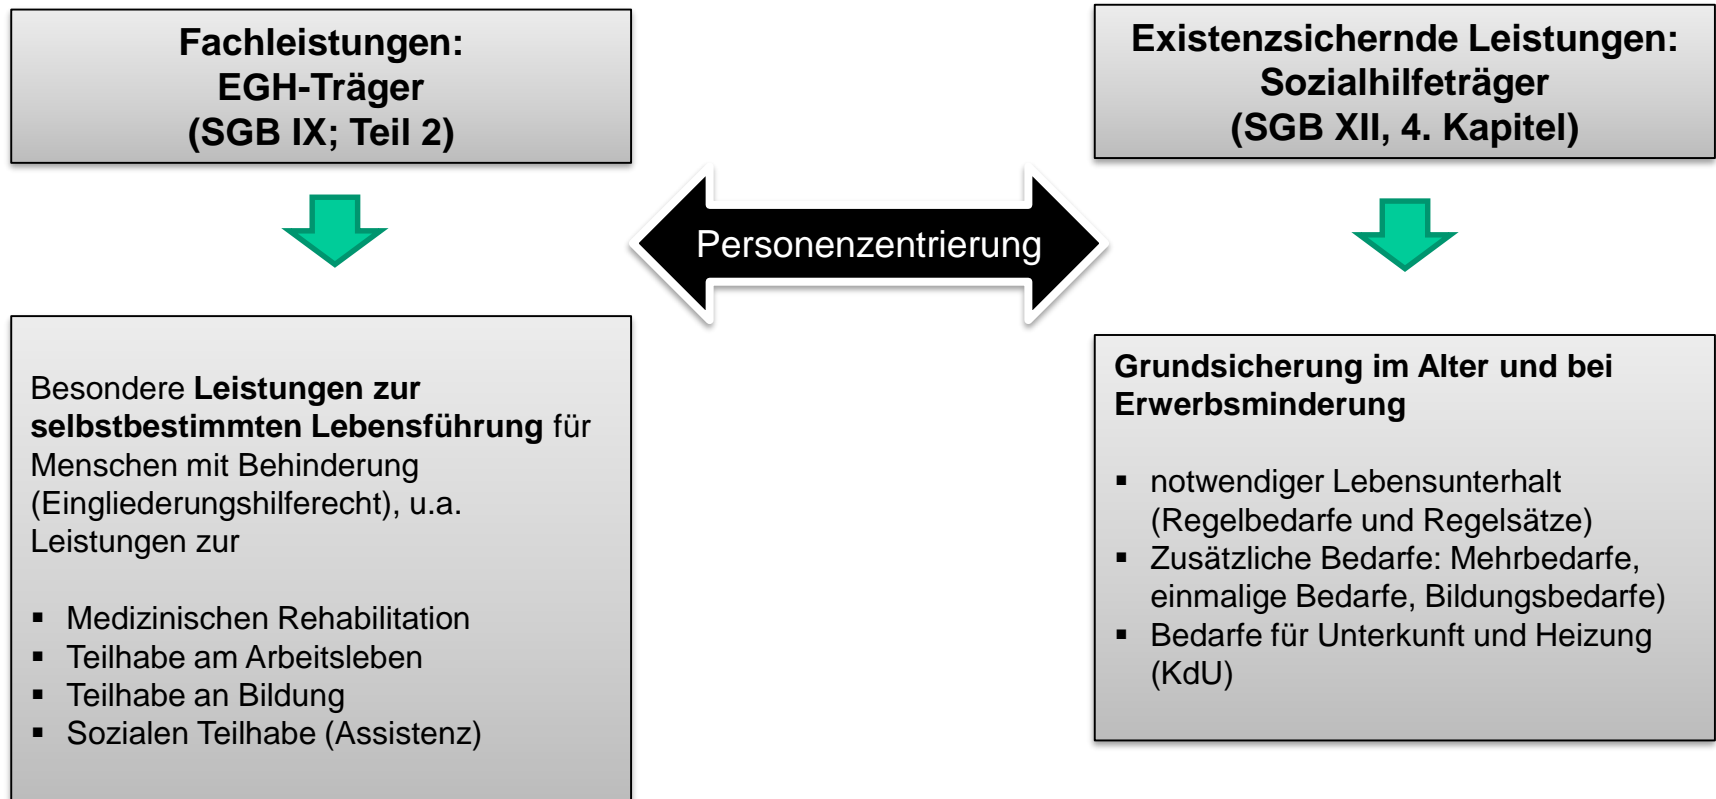 Fachleistungen:
EGH-Träger
(SGB IX; Teil 2)
Existenzsichernde Leistungen:
Sozialhilfeträger
(SGB XII, 4. Kapitel)
Personenzentrierung
Besondere Leistungen zur
selbstbestimmten Lebensführung für
Menschen mit Behinderung
(Eingliederungshilferecht), u.a.
Leistungen zur
▪ Medizinischen Rehabilitation
▪ Teilhabe am Arbeitsleben
▪ Teilhabe an Bildung
▪ Sozialen Teilhabe (Assistenz)
Grundsicherung im Alter und bei
Erwerbsminderung
▪ notwendiger Lebensunterhalt
(Regelbedarfe und Regelsätze)
▪ Zusätzliche Bedarfe: Mehrbedarfe,
einmalige Bedarfe, Bildungsbedarfe)
▪ Bedarfe für Unterkunft und Heizung
(KdU)